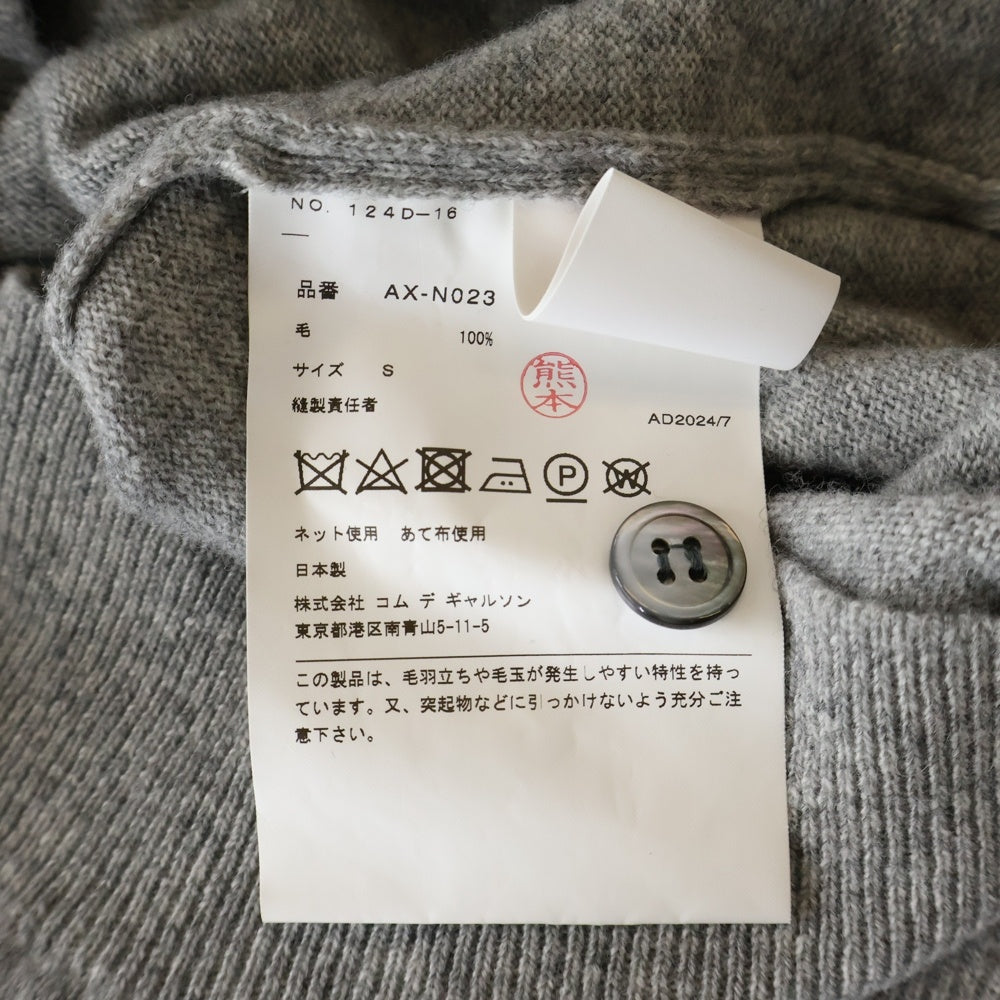 NO. 124D-16
—
品番 AX-N023
毛 100%
サイズ S
縫製責任者
熊本
AD2024/7
P
W
ネット使用 あて布使用
日本製
株式会社 コム デ ギャルソン
東京都港区南青山5-11-5
この製品は、毛羽立ちや毛玉が発生しやすい特性を持っ
ています。又、突起物などに引っかけないよう充分ご注
意下さい。